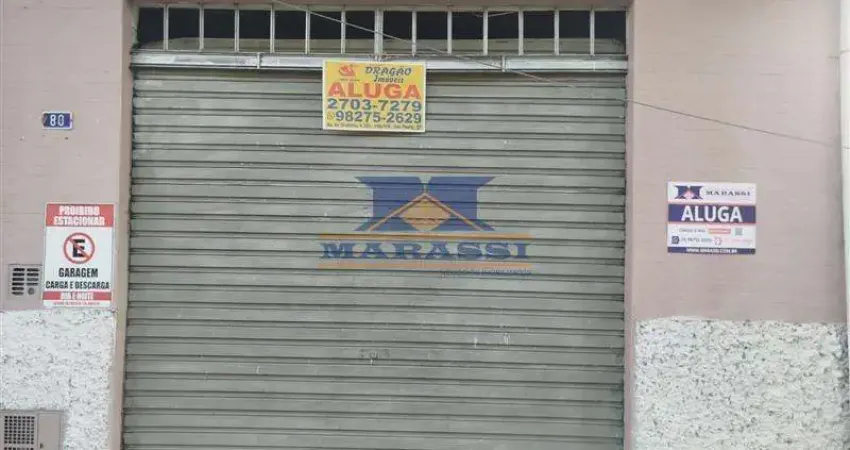 DRAGÃO
Imóveis
ALUGA
2703-7279
98275-2629
80
PROIBIDO
ESTACIONAR
E
GARAGEM
CARGA E DESCARGA
DIA E NOITE
MARASSI
MARASSI
ALUGA